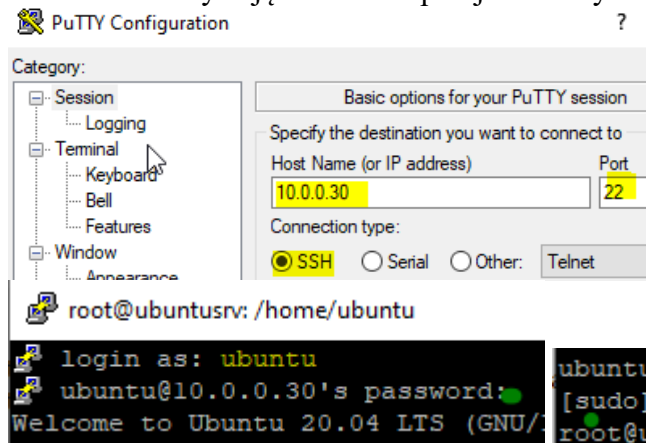 PuTTY Configuration ?
Category:
Session
Logging
Terminal
Keyboard
Bell
Features
Window
Appearance
Basic options for your PuTTY session
Specify the destination you want to connect to
Host Name (or IP address) Port
10.0.0.30 22
Connection type:
SSH Serial Other: Telnet
root@ubuntusrv: /home/ubuntu
login as: ubuntu
ubuntu@10.0.0.30's password:
Welcome to Ubuntu 20.04 LTS (GNU/
ubuntu
[sudo]
root@u